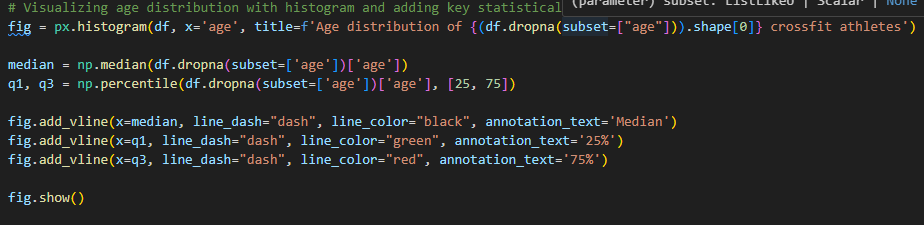 # Visualizing age distribution with histogram and adding key statistical
(parameter) subset: ListLike | Scalar | None
fig = px.histogram(df, x='age', title=f'Age distribution of {(df.dropna(subset=["age"])).shape[0]} crossfit athletes')
median = np.median(df.dropna(subset=['age'])['age'])
q1, q3 = np.percentile(df.dropna(subset=['age'])['age'], [25, 75])
fig.add_vline(x=median, line_dash="dash", line_color="black", annotation_text='Median')
fig.add_vline(x=q1, line_dash="dash", line_color="green", annotation_text='25%')
fig.add_vline(x=q3, line_dash="dash", line_color="red", annotation_text='75%')
fig.show()